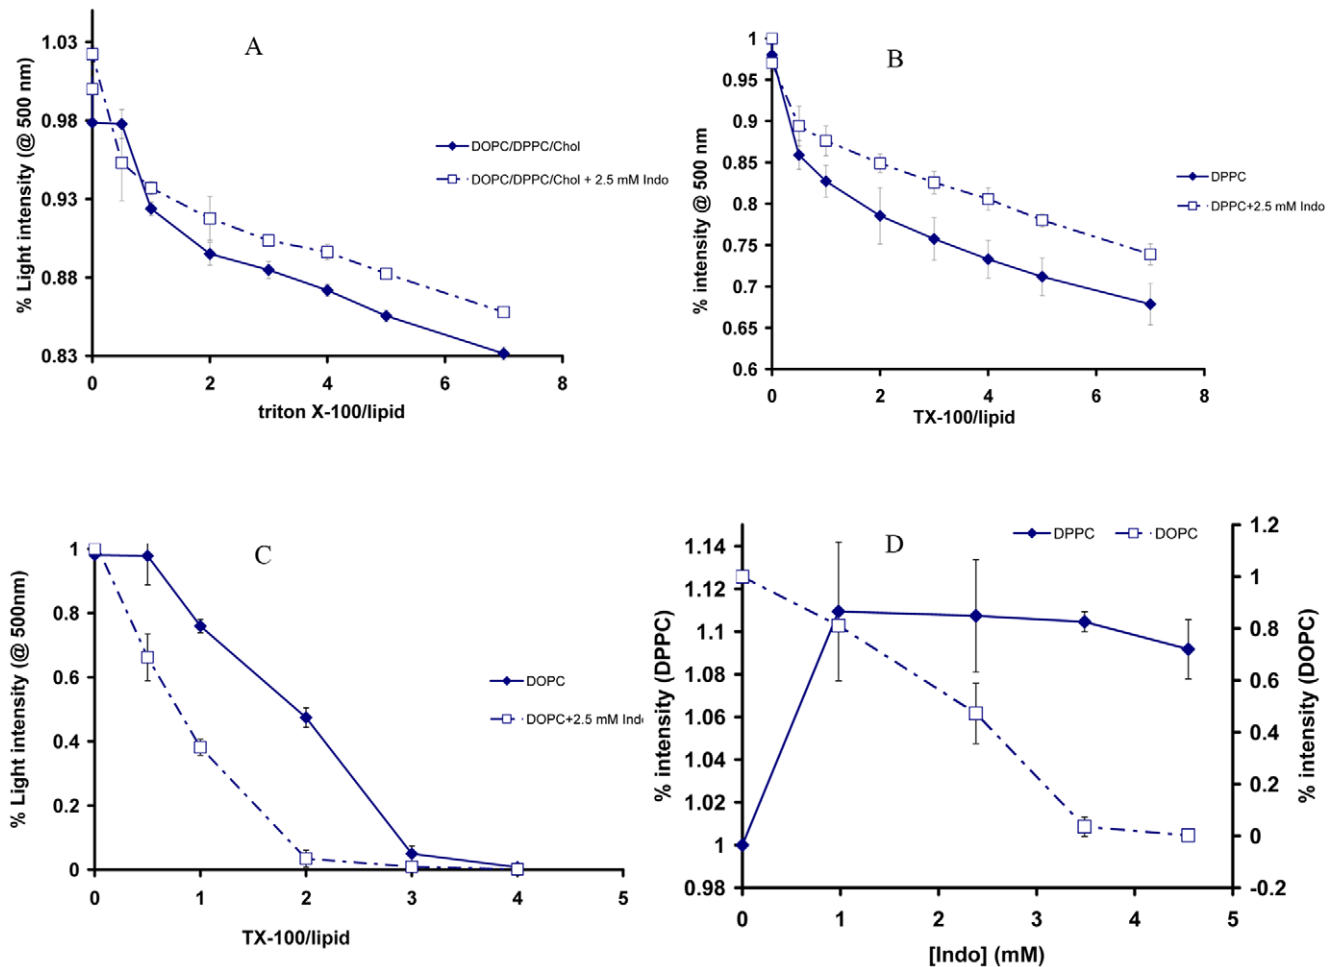 A
% Light intensity (@ 500 nm)
1.03
0.98
0.93
0.88
0.83
0 2 4 6 8
triton X-100/lipid
DOPC/DPPC/Chol
DOPC/DPPC/Chol + 2.5 mM Indo
B
% intensity @ 500 nm
1
0.95
0.9
0.85
0.8
0.75
0.7
0.65
0.6
0 2 4 6 8
TX-100/lipid
DPPC
DPPC+2.5 mM Indo
C
% Light intensity (@ 500nm)
1
0.8
0.6
0.4
0.2
0
0 1 2 3 4 5
TX-100/lipid
DOPC
DOPC+2.5 mM Ind
D
DPPC DOPC
% intensity (DPPC)
1.14
1.12
1.1
1.08
1.06
1.04
1.02
1
0.98
0 1 2 3 4 5
[Indo] (mM)
1.2
1
0.8
0.6
0.4
0.2
0
-0.2
% intensity (DOPC)